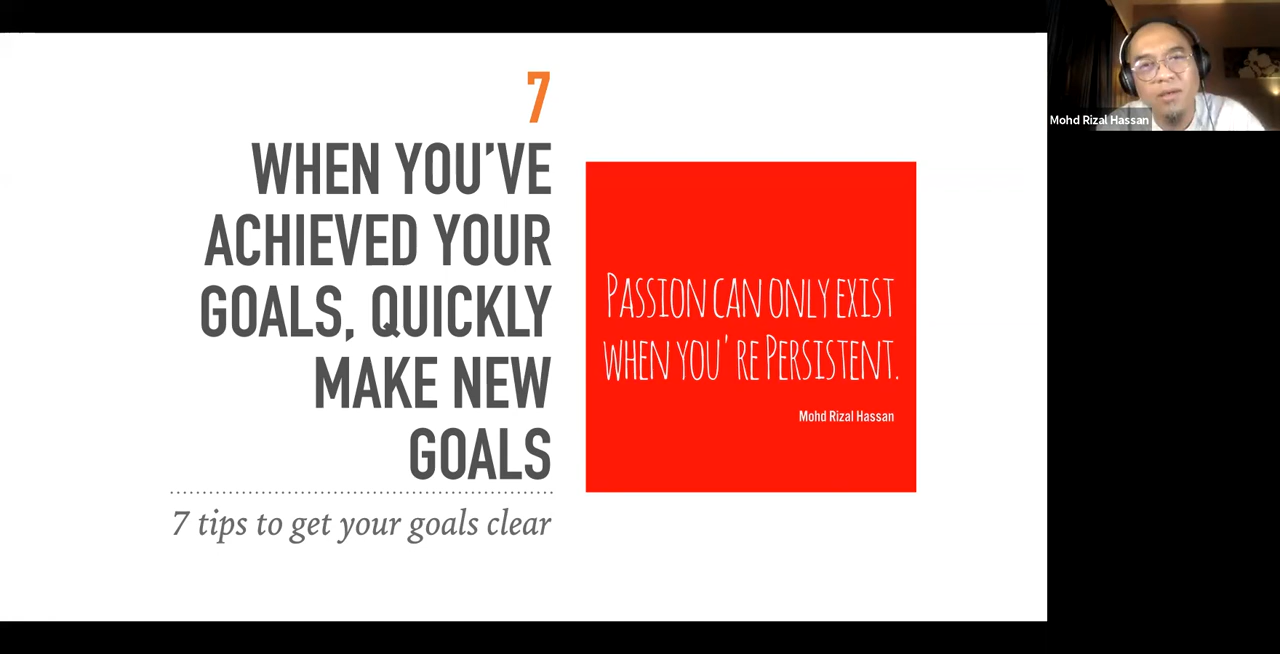 7
WHEN YOU’VE
ACHIEVED YOUR
GOALS, QUICKLY
MAKE NEW
GOALS
7 tips to get your goals clear
PASSION CAN ONLY EXIST
WHEN YOU' RE PERSISTENT.
Mohd Rizal Hassan
Mohd Rizal Hassan